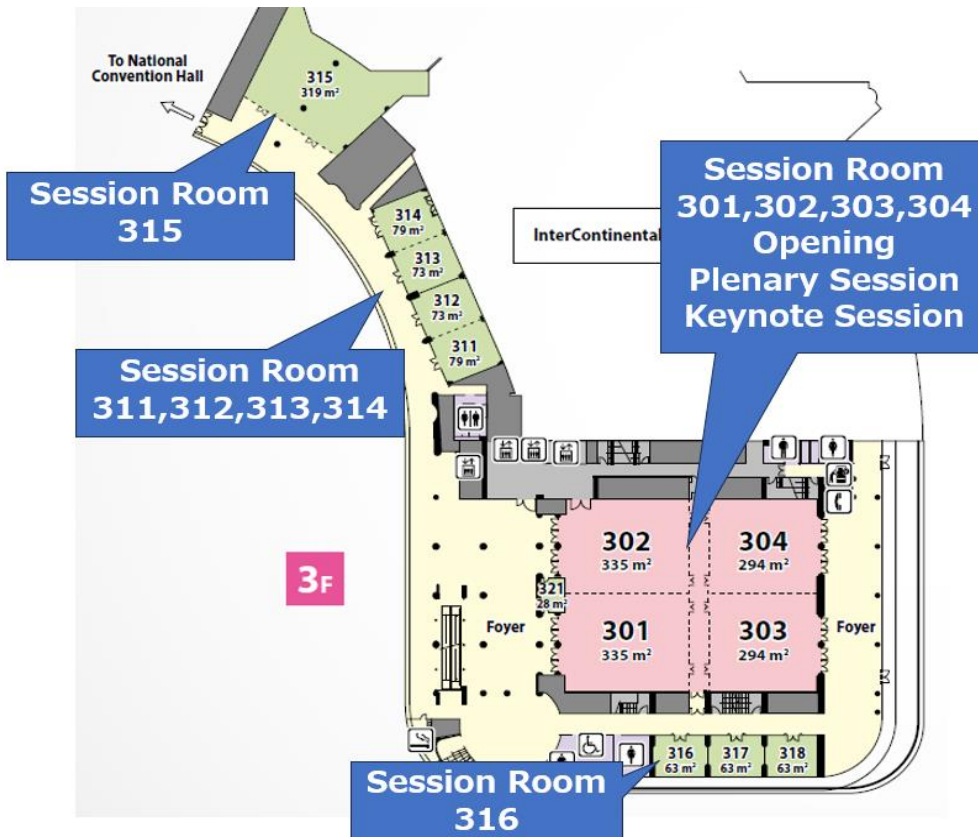 To National
Convention Hall
315
319 m²
Session Room
315
314
79 m²
313
73 m²
312
73 m²
311
79 m²
Session Room
311,312,313,314
InterContinental
Session Room
301,302,303,304
Opening
Plenary Session
Keynote Session
3F
302
335 m²
304
294 m²
321
28 m²
Foyer
301
335 m²
303
294 m²
Foyer
316
63 m²
317
63 m²
318
63 m²
Session Room
316